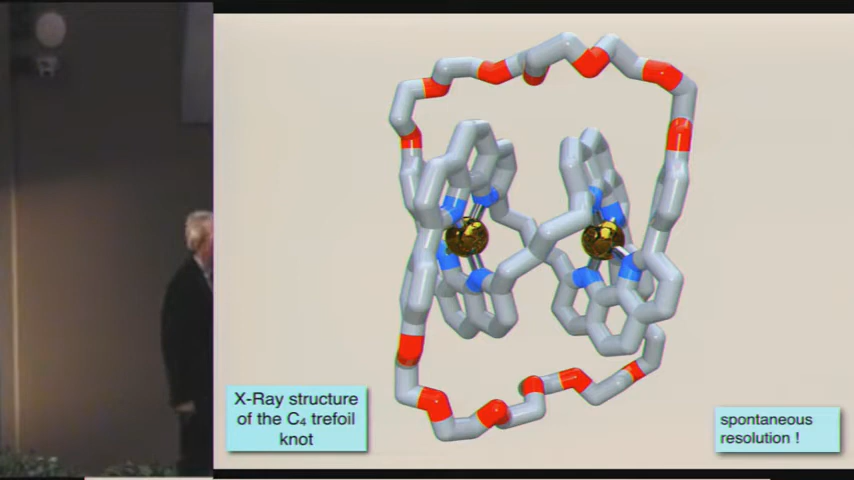 X-Ray structure
of the C₄ trefoil
knot
spontaneous
resolution !